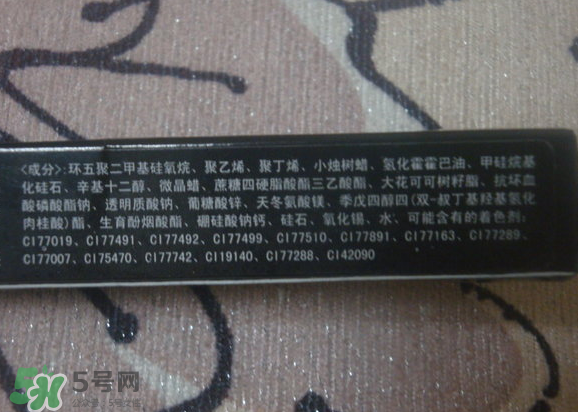 <成分>:环五聚二甲基硅氧烷、聚乙烯、聚丁烯、小烛树蜡、氢化霍霍巴油、甲硅烷基
化硅石、辛基十二醇、微晶蜡、蔗糖四硬脂酸酯三乙酸酯、大花可可树籽脂、抗坏血
酸磷酸酯钠、透明质酸钠、葡糖酸锌、天冬氨酸镁、季戊四醇四(双-叔丁基羟基氢化
肉桂酸)酯、生育酚烟酸酯、硼硅酸钠钙、硅石、氧化锡、水、可能含有的着色剂:
CI77019、CI77491、CI77492、CI77499、CI77510、CI77891、CI77163、CI77289、
CI77007、CI75470、CI77742、CI19140、CI77288、CI42090
5号网